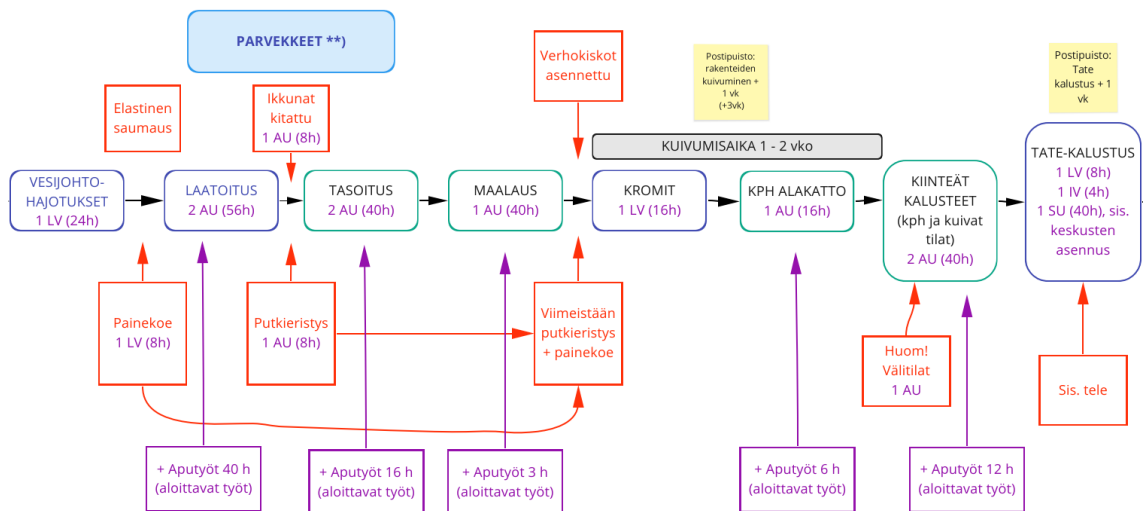 PARVEKKEET **)
Verhokiskot
asennettu
Postipuisto:
rakenteiden
kuivuminen +
1 vk
(+3vk)
Postipuisto:
Tate
kalustus + 1
vk
Elastinen
saumaus
Ikkunat
kitattu
1 AU (8h)
KUIVUMISAIKA 1 - 2 vko
VESIJOHTO-
HAJOTUKSET
1 LV (24h)
LAATOITUS
2 AU (56h)
TASOITUS
2 AU (40h)
MAALAUS
1 AU (40h)
KROMIT
1 LV (16h)
KPH ALAKATTO
1 AU (16h)
KIINTEÄT
KALUSTEET
(kph ja kuivat
tilat)
2 AU (40h)
TATE-KALUSTUS
1 LV (8h)
1 IV (4h)
1 SU (40h), sis.
keskusten
asennus
Painekoe
1 LV (8h)
Putkieristys
1 AU (8h)
Viimeistään
putkieristys
+ painekoe
Huom!
Välitilat
1 AU
Sis. tele
+ Aputyöt 40 h
(aloittavat työt)
+ Aputyöt 16 h
(aloittavat työt)
+ Aputyöt 3 h
(aloittavat työt)
+ Aputyöt 6 h
(aloittavat työt)
+ Aputyöt 12 h
(aloittavat työt)